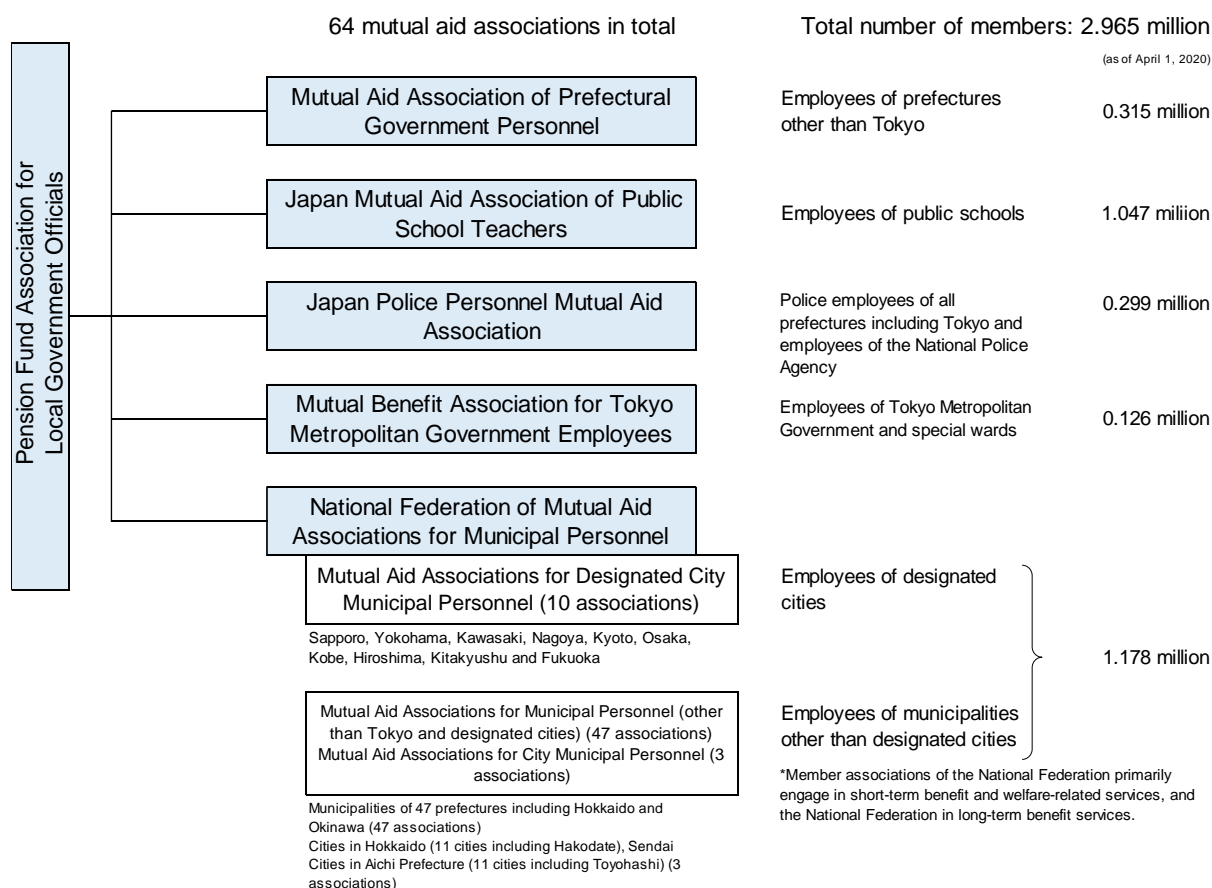 64 mutual aid associations in total
Total number of members: 2.965 million
(as of April 1, 2020)
Pension Fund Association for
Local Government Officials
Mutual Aid Association of Prefectural
Government Personnel
Employees of prefectures
other than Tokyo
0.315 million
Japan Mutual Aid Association of Public
School Teachers
Employees of public schools
1.047 miliion
Japan Police Personnel Mutual Aid
Association
Police employees of all
prefectures including Tokyo and
employees of the National Police
Agency
0.299 million
Mutual Benefit Association for Tokyo
Metropolitan Government Employees
Employees of Tokyo Metropolitan
Government and special wards
0.126 million
National Federation of Mutual Aid
Associations for Municipal Personnel
Mutual Aid Associations for Designated City
Municipal Personnel (10 associations)
Employees of designated
cities
Sapporo, Yokohama, Kawasaki, Nagoya, Kyoto, Osaka,
Kobe, Hiroshima, Kitakyushu and Fukuoka
1.178 million
Mutual Aid Associations for Municipal Personnel (other
than Tokyo and designated cities) (47 associations)
Mutual Aid Associations for City Municipal Personnel (3
associations)
Employees of municipalities
other than designated cities
*Member associations of the National Federation primarily
engage in short-term benefit and welfare-related services, and
the National Federation in long-term benefit services.
Municipalities of 47 prefectures including Hokkaido and
Okinawa (47 associations)
Cities in Hokkaido (11 cities including Hakodate), Sendai
Cities in Aichi Prefecture (11 cities including Toyohashi) (3
associations)